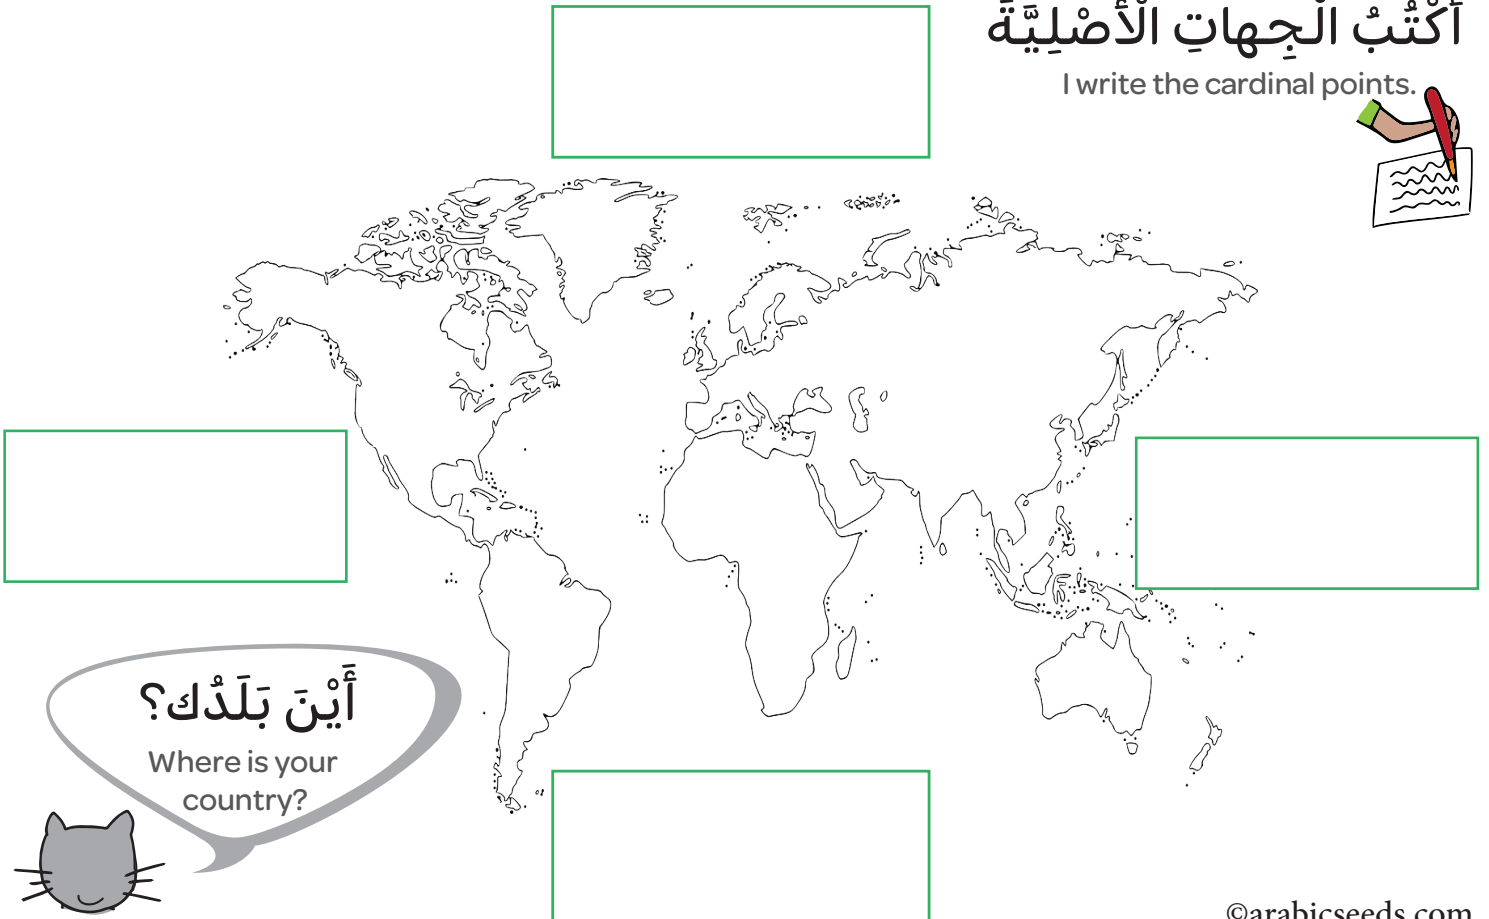 أَكْتُبُ الْجِهاتِ الْأَصْلِيَّةَ
I write the cardinal points.
أَيْنَ بَلَدُك؟
Where is your
country?
©arabicseeds.com